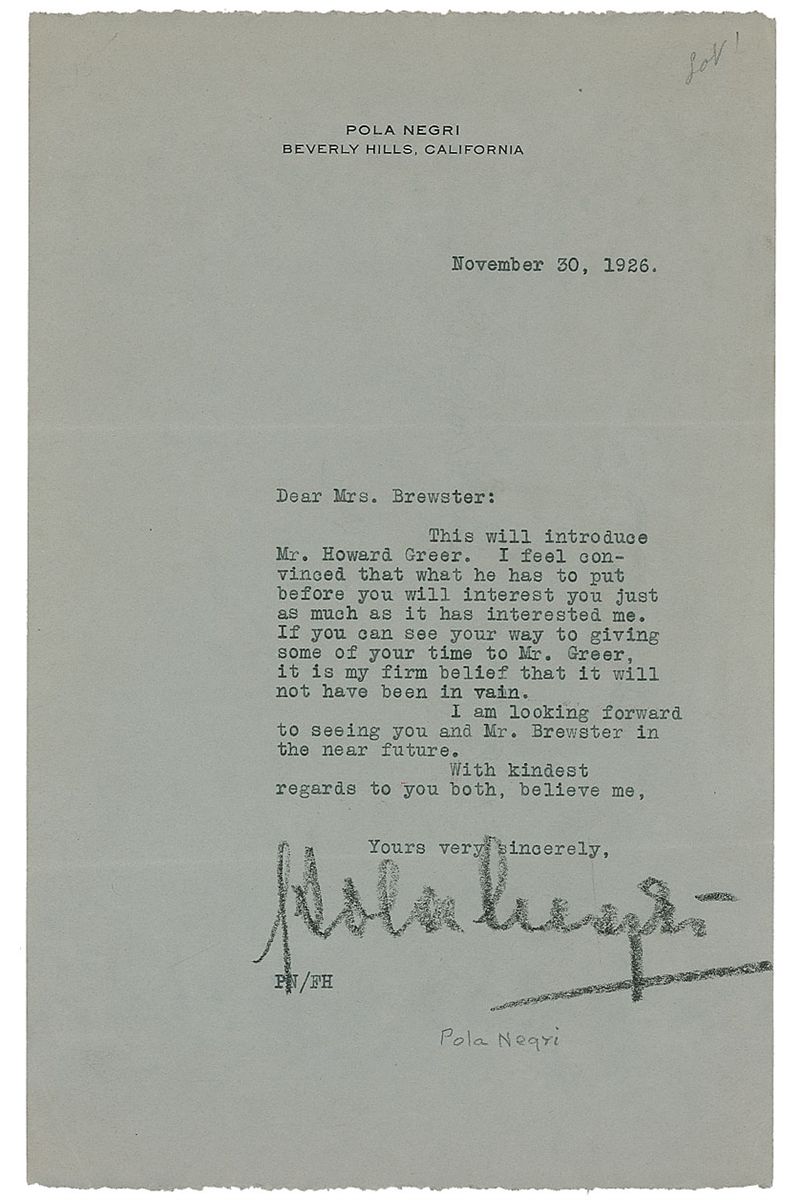 POLA NEGRI
BEVERLY HILLS, CALIFORNIA
November 30, 1926.
Dear Mrs. Brewster:
This will introduce
Mr. Howard Greer. I feel con-
vinced that what he has to put
before you will interest you just
as much as it has interested me.
If you can see your way to giving
some of your time to Mr. Greer,
it is my firm belief that it will
not have been in vain.
I am looking forward
to seeing you and Mr. Brewster in
the near future.
With kindest
regards to you both, believe me,
Yours very sincerely,
Pola Negri
PN/FH
Pola Negri